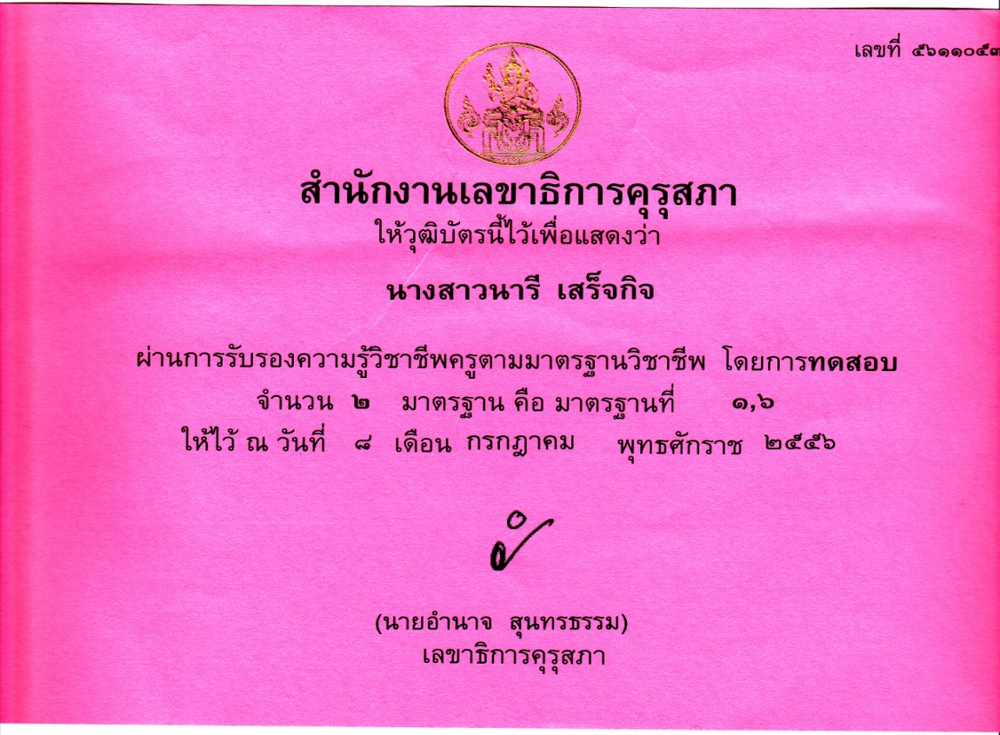 เลขที่ ๕๖๑๑๐๕
สำนักงานเลขาธิการคุรุสภา
ให้วุฒิบัตรนี้ไว้เพื่อแสดงว่า
นางสาวนารี เสร็จกิจ
ผ่านการรับรองความรู้วิชาชีพครูตามมาตรฐานวิชาชีพ โดยการทดสอบ
จำนวน ๒ มาตรฐาน คือ มาตรฐานที่ ๑,๖
ให้ไว้ ณ วันที่ ๘ เดือน กรกฎาคม พุทธศักราช ๒๕๕๖
(นายอำนาจ สุนทรธรรม)
เลขาธิการคุรุสภา